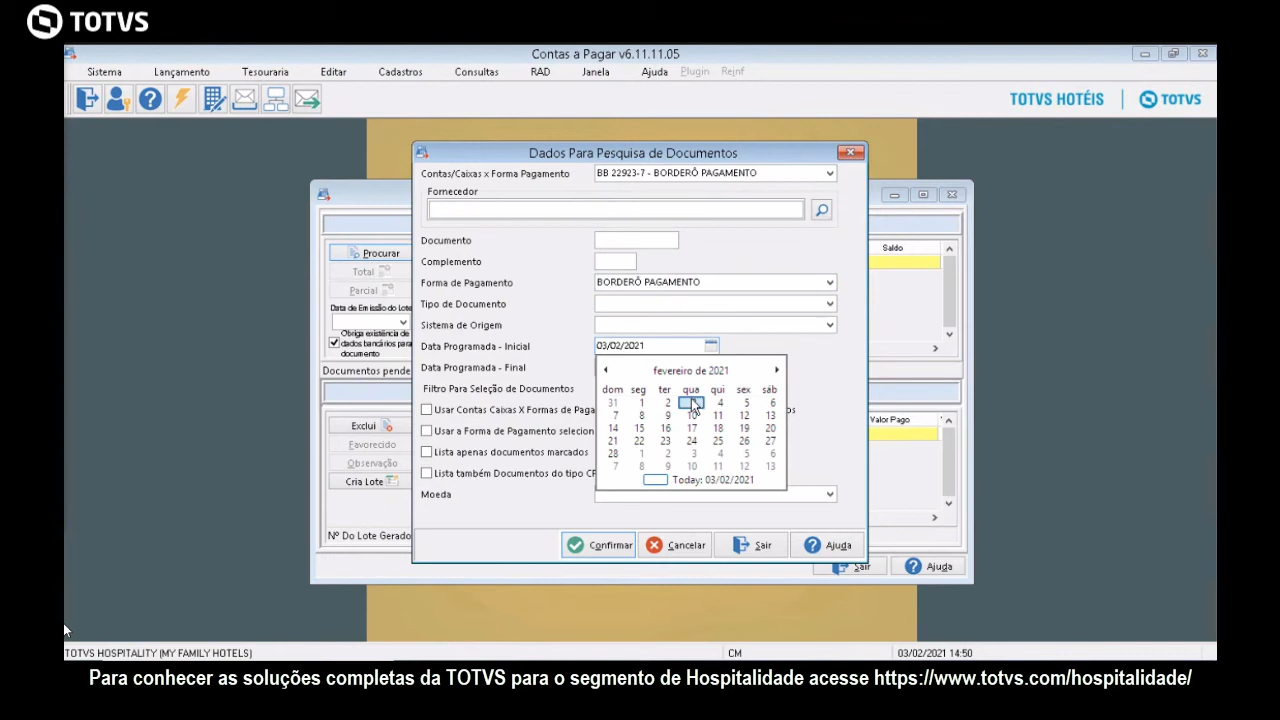 TOTVS
Contas a Pagar v6.11.11.05
Sistema Lançamento Tesouraria Editar Cadastros Consultas RAD Janela Ajuda Plugin Reinf
TOTVS HOTÉIS TOTVS
Dados Para Pesquisa de Documentos
Contas/Caixas x Forma Pagamento BB 22923-7 - BORDERÔ PAGAMENTO
Fornecedor
Documento
Complemento
Forma de Pagamento BORDERÔ PAGAMENTO
Tipo de Documento
Sistema de Origem
Data Programada - Inicial 03/02/2021
Data Programada - Final
Filtro Para Seleção de Documentos
Usar Contas Caixas X Formas de Paga
Usar a Forma de Pagamento selecion
Lista apenas documentos marcados
Lista também Documentos do tipo CF
Moeda
fevereiro de 2021
dom seg ter qua qui sex sáb
31 1 2 3 4 5 6
7 8 9 10 11 12 13
14 15 16 17 18 19 20
21 22 23 24 25 26 27
28 1 2 3 4 5 6
7 8 9 10 11 12 13
Today: 03/02/2021
Confirmar Cancelar Sair Ajuda
Procurar
Total
Parcial
Data de Emissão do Lote
Obriga existência de
dados bancários para
documento
Documentos pende
Saldo
Exclui
Favorecido
Observação
Cria Lote
Nº Do Lote Gerado
Valor Pago
Sair Ajuda
TOTVS HOSPITALITY (MY FAMILY HOTELS) CM 03/02/2021 14:50
Para conhecer as soluções completas da TOTVS para o segmento de Hospitalidade acesse https://www.totvs.com/hospitalidade/